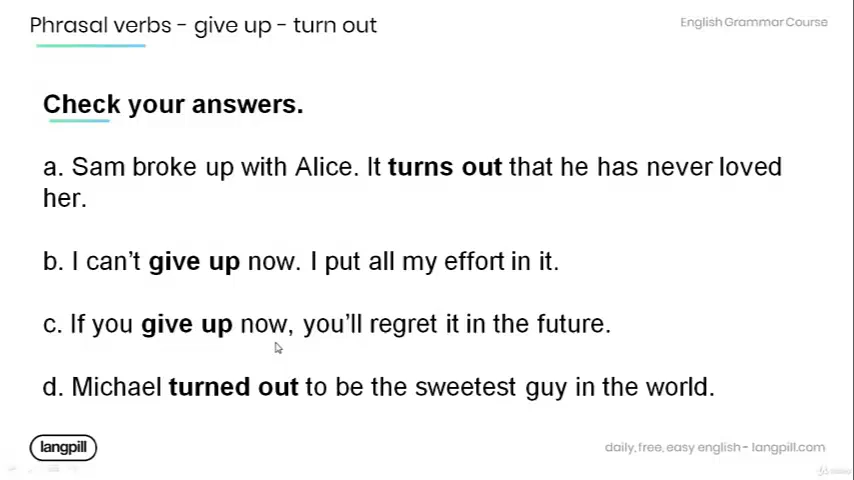 Phrasal verbs - give up - turn out
English Grammar Course
Check your answers.
a. Sam broke up with Alice. It turns out that he has never loved
her.
b. I can't give up now. I put all my effort in it.
c. If you give up now, you'll regret it in the future.
d. Michael turned out to be the sweetest guy in the world.
langpill
daily, free, easy english - langpill.com